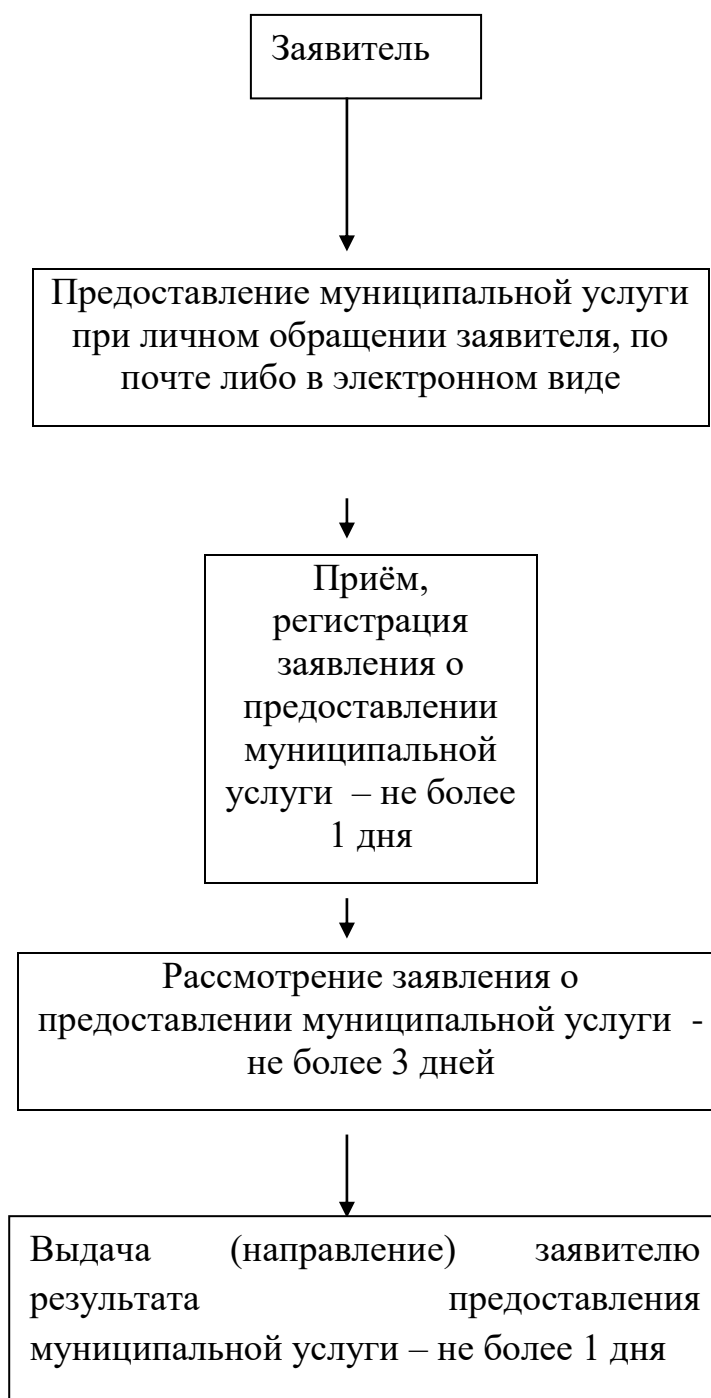 Заявитель
Предоставление муниципальной услуги
при личном обращении заявителя, по
почте либо в электронном виде
Приём,
регистрация
заявления о
предоставлении
муниципальной
услуги – не более
1 дня
Рассмотрение заявления о
предоставлении муниципальной услуги -
не более 3 дней
Выдача (направление) заявителю
результата предоставления
муниципальной услуги – не более 1 дня